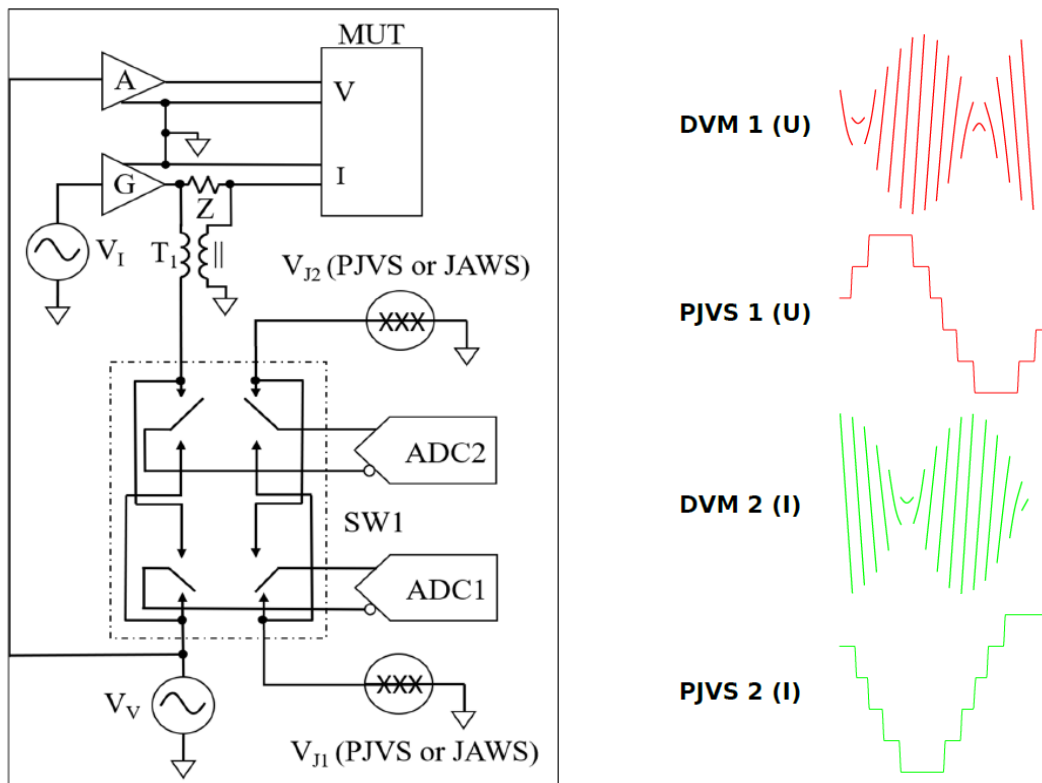 MUT
A
V
G
I
Z
V_I
T_1
||
V_J2 (PJVS or JAWS)
XXX
ADC2
SW1
ADC1
XXX
V_V
V_J1 (PJVS or JAWS)
DVM 1 (U)
PJVS 1 (U)
DVM 2 (I)
PJVS 2 (I)